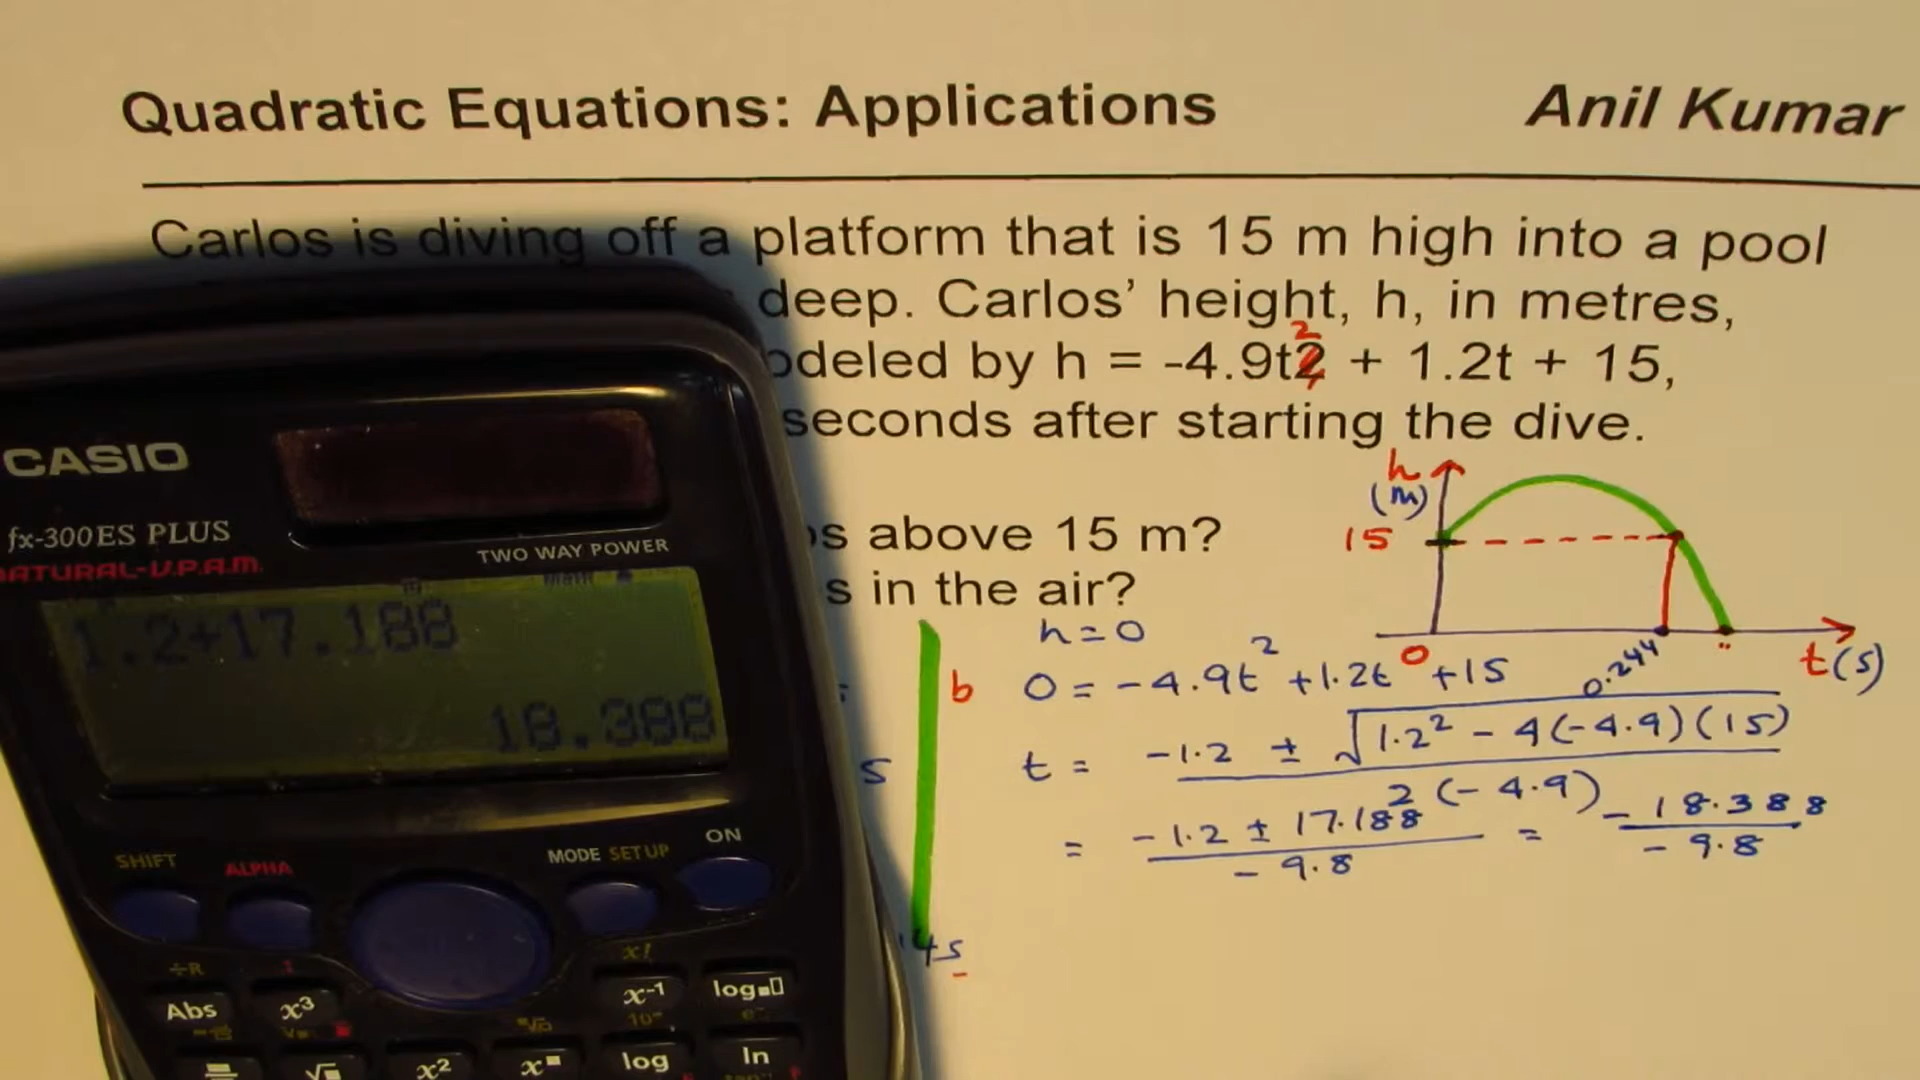 Quadratic Equations: Applications Anil Kumar
Carlos is diving off a platform that is 15 m high into a pool
deep. Carlos' height, h, in metres,
odeled by h = -4.9t² + 1.2t + 15,
seconds after starting the dive.
s above 15 m?
s in the air?
h
(m)
15
0
0.244
t(s)
h = 0
b 0 = -4.9t² + 1.2t + 15
t = -1.2 ± √1.2² - 4(-4.9)(15)
2(-4.9)
= -1.2 ± 17.188 = -18.388
-9.8 -9.8
s
4s
CASIO
fx-300ES PLUS
NATURAL-V.P.A.M.
TWO WAY POWER
Math
1.2+17.188
18.388
SHIFT ALPHA MODE SETUP ON
÷R x!
Abs x³ x⁻¹ log
10
x² x log ln